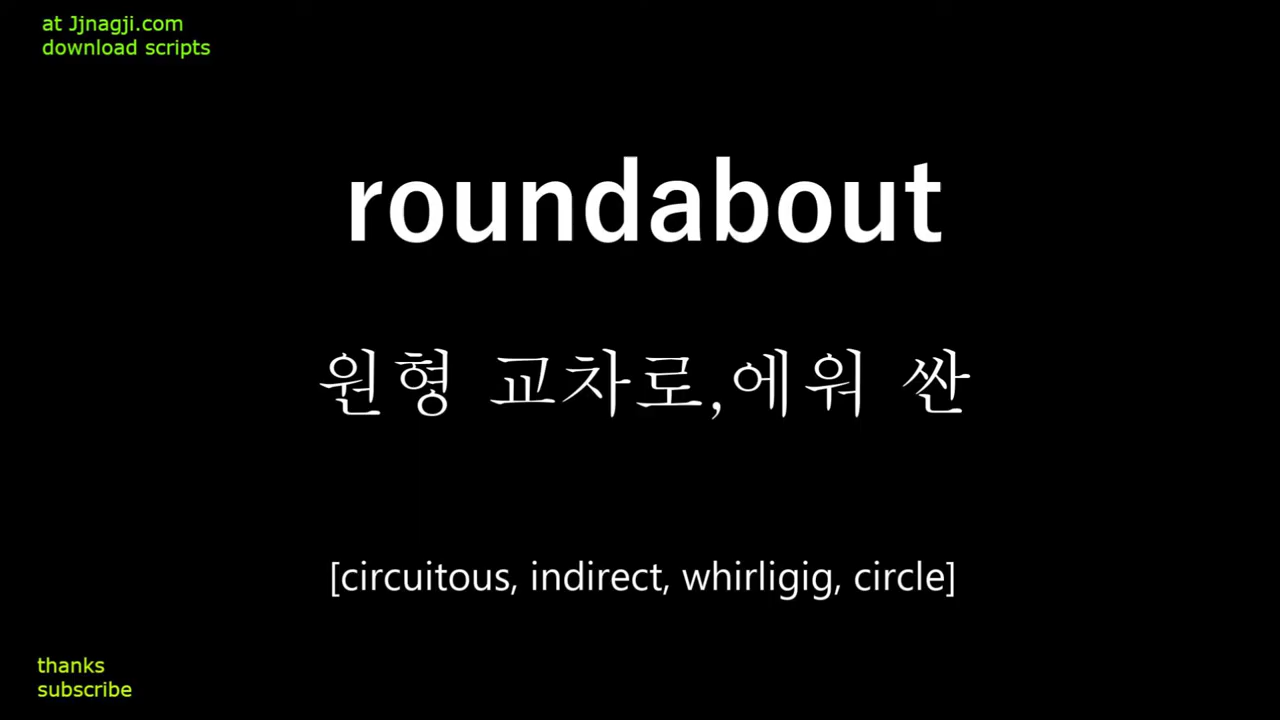 at Jjnagji.com
download scripts
roundabout
원형 교차로,에워 싼
[circuitous, indirect, whirligig, circle]
thanks
subscribe